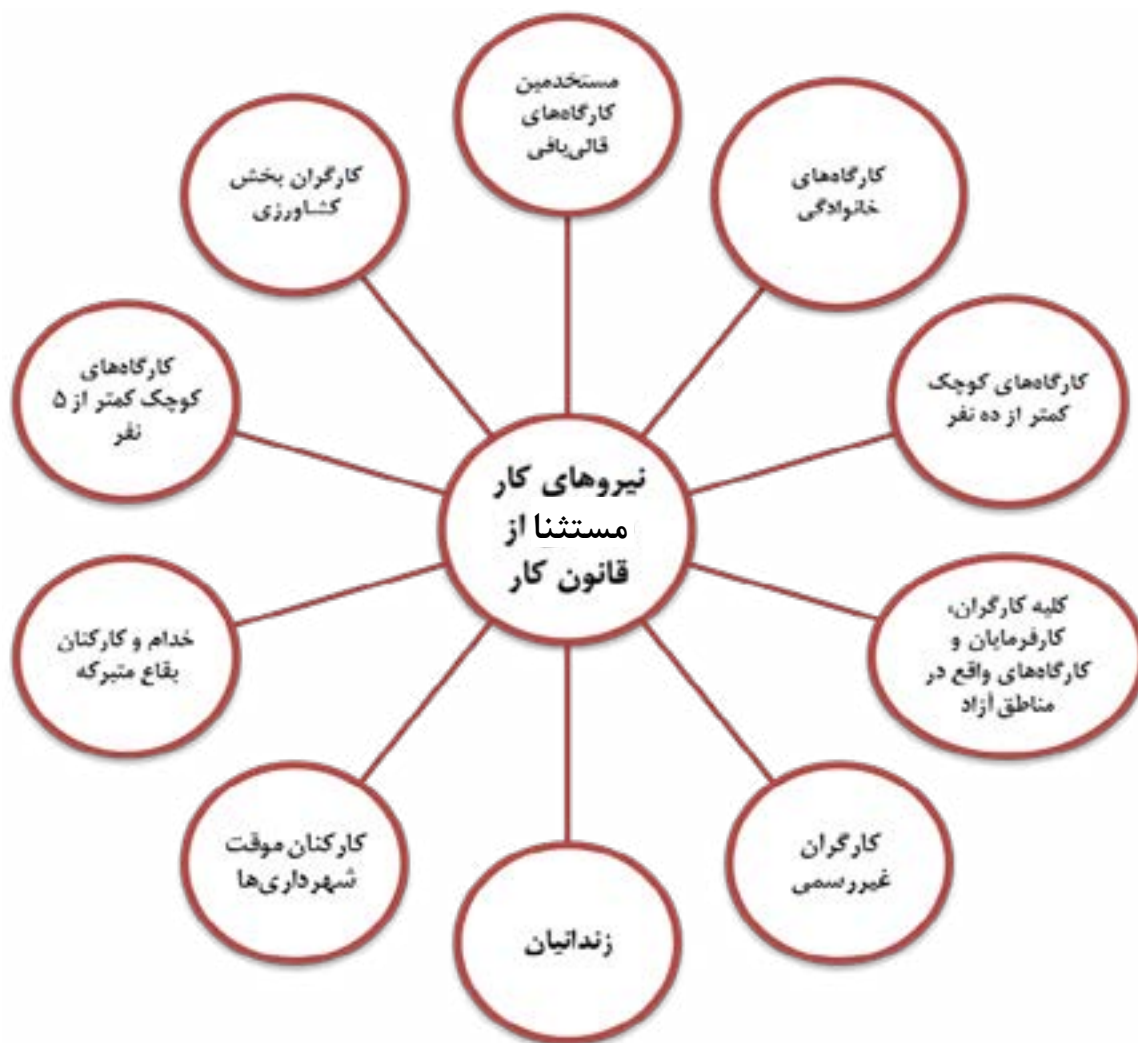 مستخدمین
کارگاه‌های
قالی‌بافی
کارگاه‌های
خانوادگی
کارگاه‌های کوچک
کمتر از ده نفر
کلیه کارگران،
کارفرمایان و
کارگاه‌های واقع در
مناطق آزاد
کارگران
غیررسمی
زندانیان
کارکنان موقت
شهرداری‌ها
خدام و کارکنان
بقاع متبرکه
کارگاه‌های
کوچک کمتر از ۵
نفر
کارگران بخش
کشاورزی
نیروهای کار
مستثنا از
قانون کار